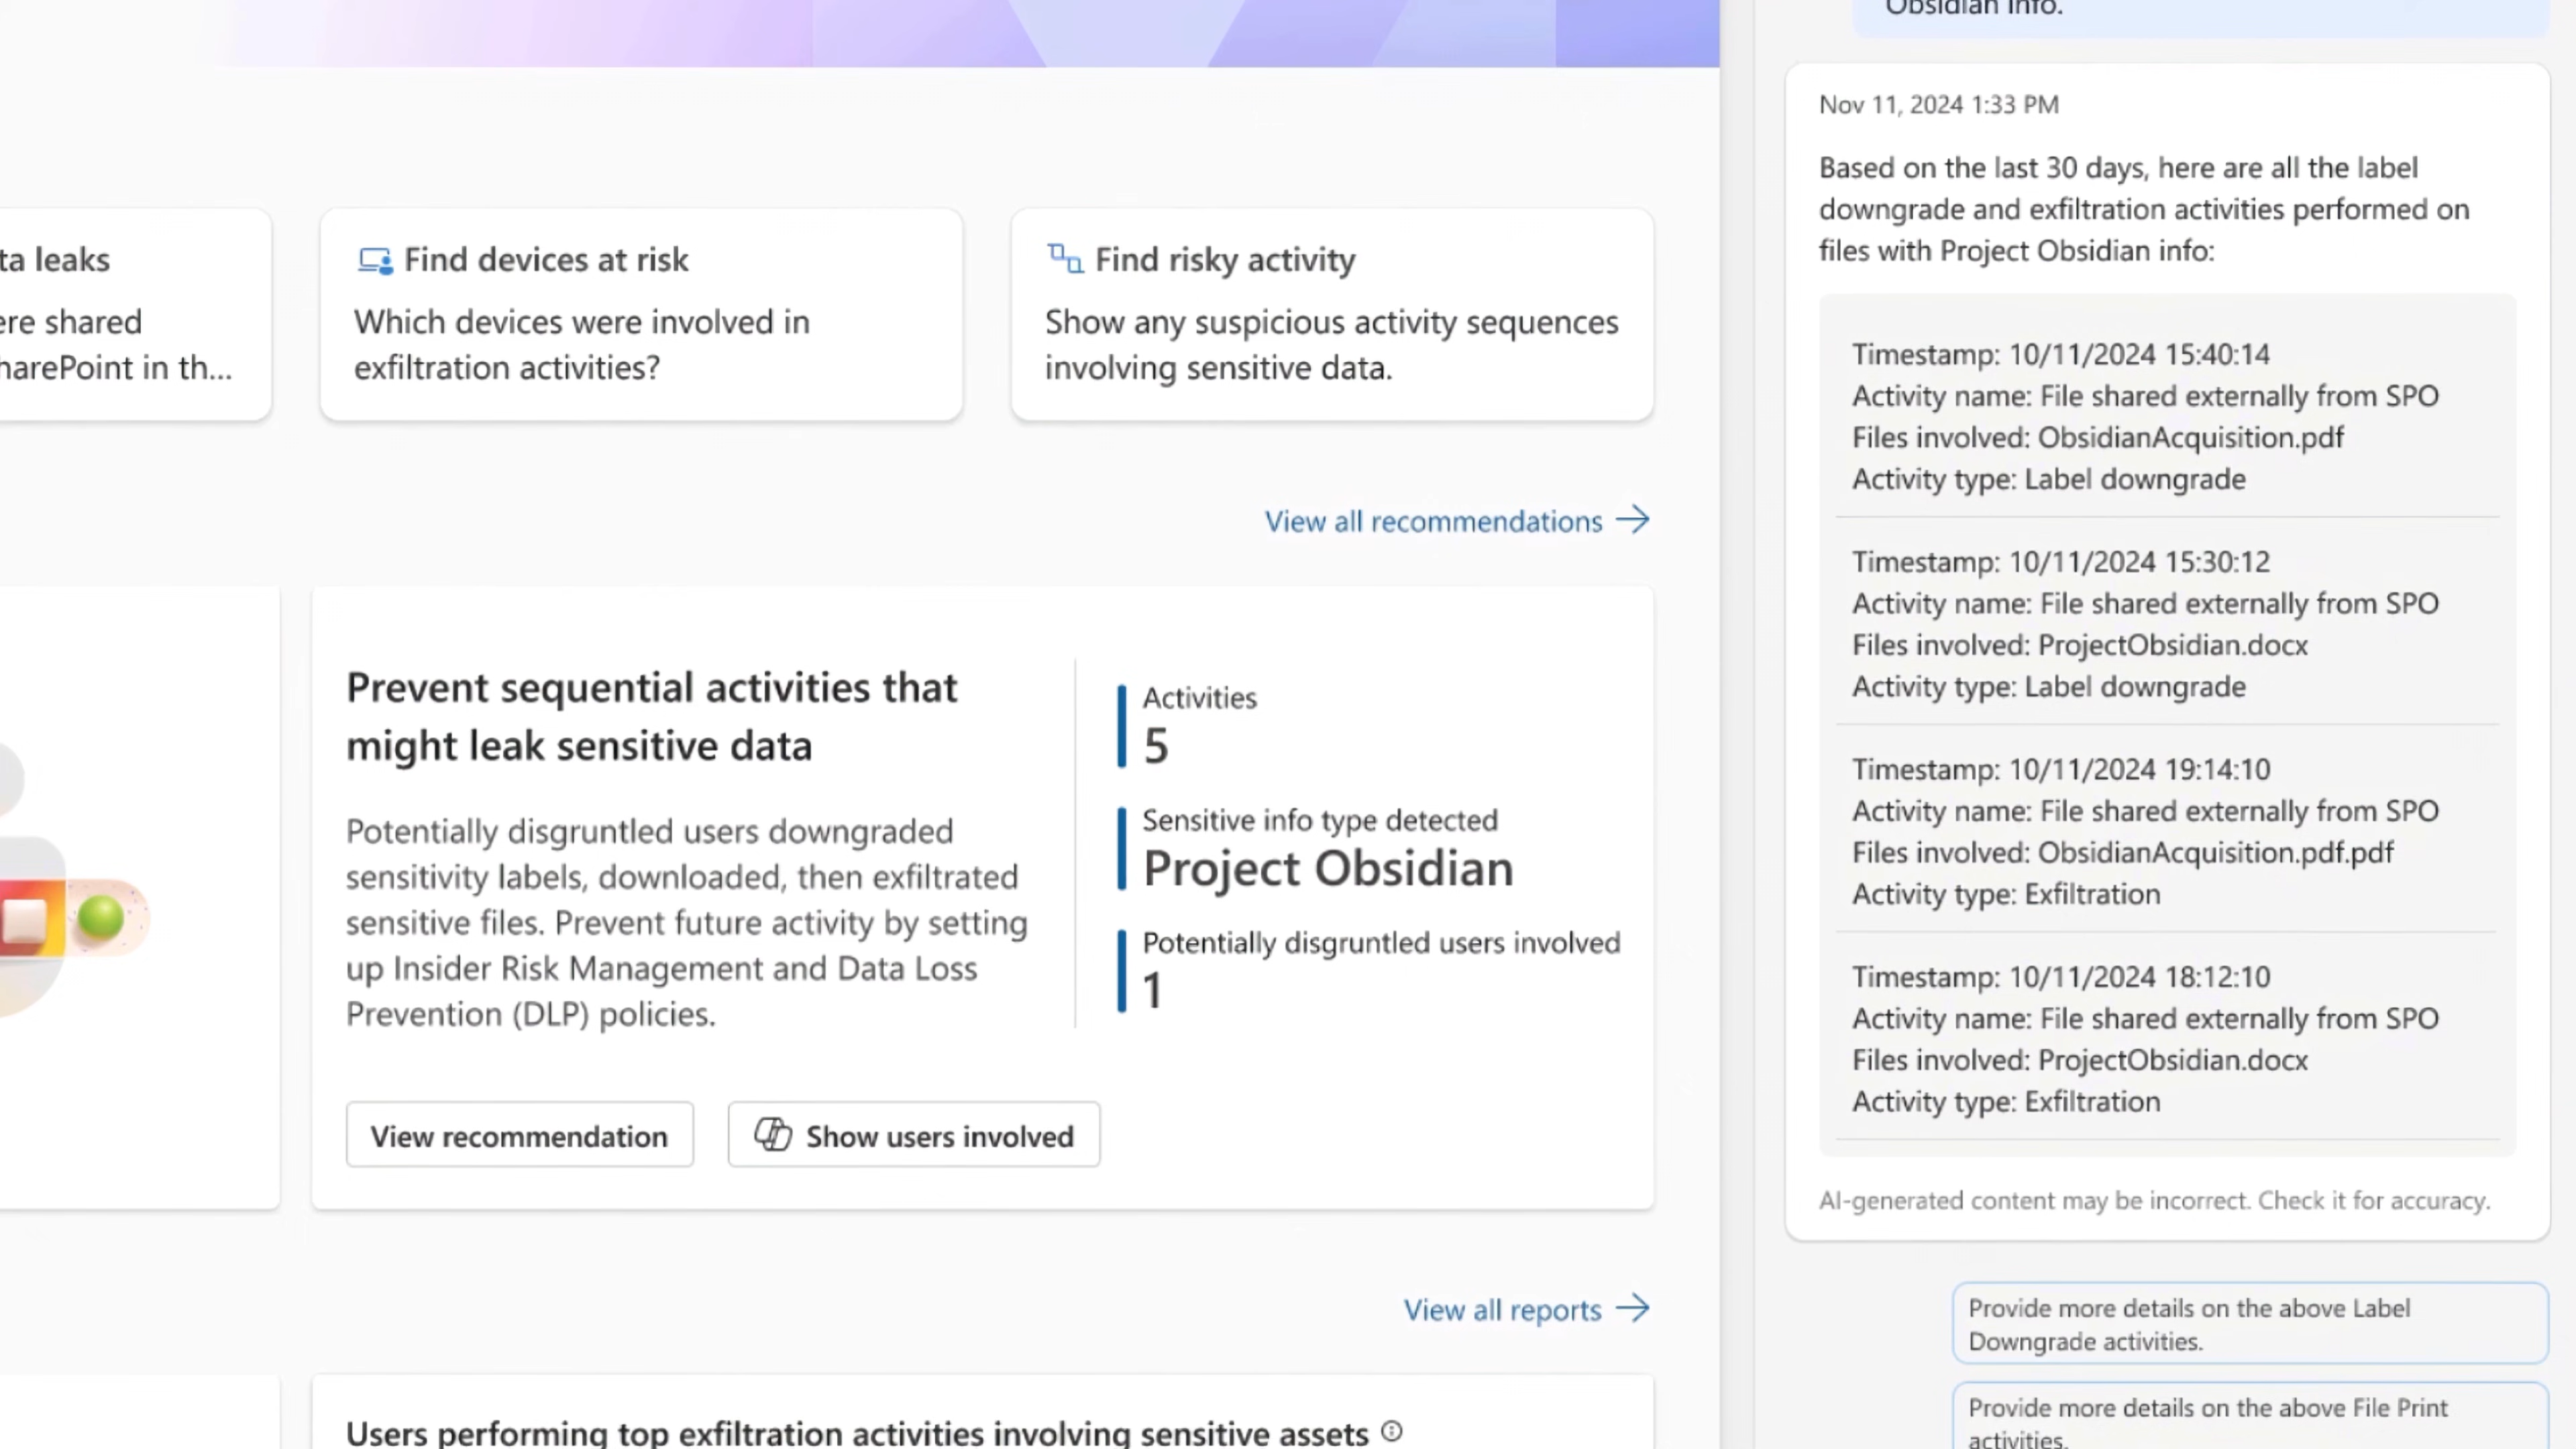 Obsidian info.
ta leaks
ere shared
harePoint in th...
Find devices at risk
Which devices were involved in
exfiltration activities?
Find risky activity
Show any suspicious activity sequences
involving sensitive data.
View all recommendations
Prevent sequential activities that
might leak sensitive data
Potentially disgruntled users downgraded
sensitivity labels, downloaded, then exfiltrated
sensitive files. Prevent future activity by setting
up Insider Risk Management and Data Loss
Prevention (DLP) policies.
Activities
5
Sensitive info type detected
Project Obsidian
Potentially disgruntled users involved
1
View recommendation
Show users involved
View all reports
Users performing top exfiltration activities involving sensitive assets
Nov 11, 2024 1:33 PM
Based on the last 30 days, here are all the label
downgrade and exfiltration activities performed on
files with Project Obsidian info:
Timestamp: 10/11/2024 15:40:14
Activity name: File shared externally from SPO
Files involved: ObsidianAcquisition.pdf
Activity type: Label downgrade
Timestamp: 10/11/2024 15:30:12
Activity name: File shared externally from SPO
Files involved: ProjectObsidian.docx
Activity type: Label downgrade
Timestamp: 10/11/2024 19:14:10
Activity name: File shared externally from SPO
Files involved: ObsidianAcquisition.pdf.pdf
Activity type: Exfiltration
Timestamp: 10/11/2024 18:12:10
Activity name: File shared externally from SPO
Files involved: ProjectObsidian.docx
Activity type: Exfiltration
AI-generated content may be incorrect. Check it for accuracy.
Provide more details on the above Label
Downgrade activities.
Provide more details on the above File Print
activities.